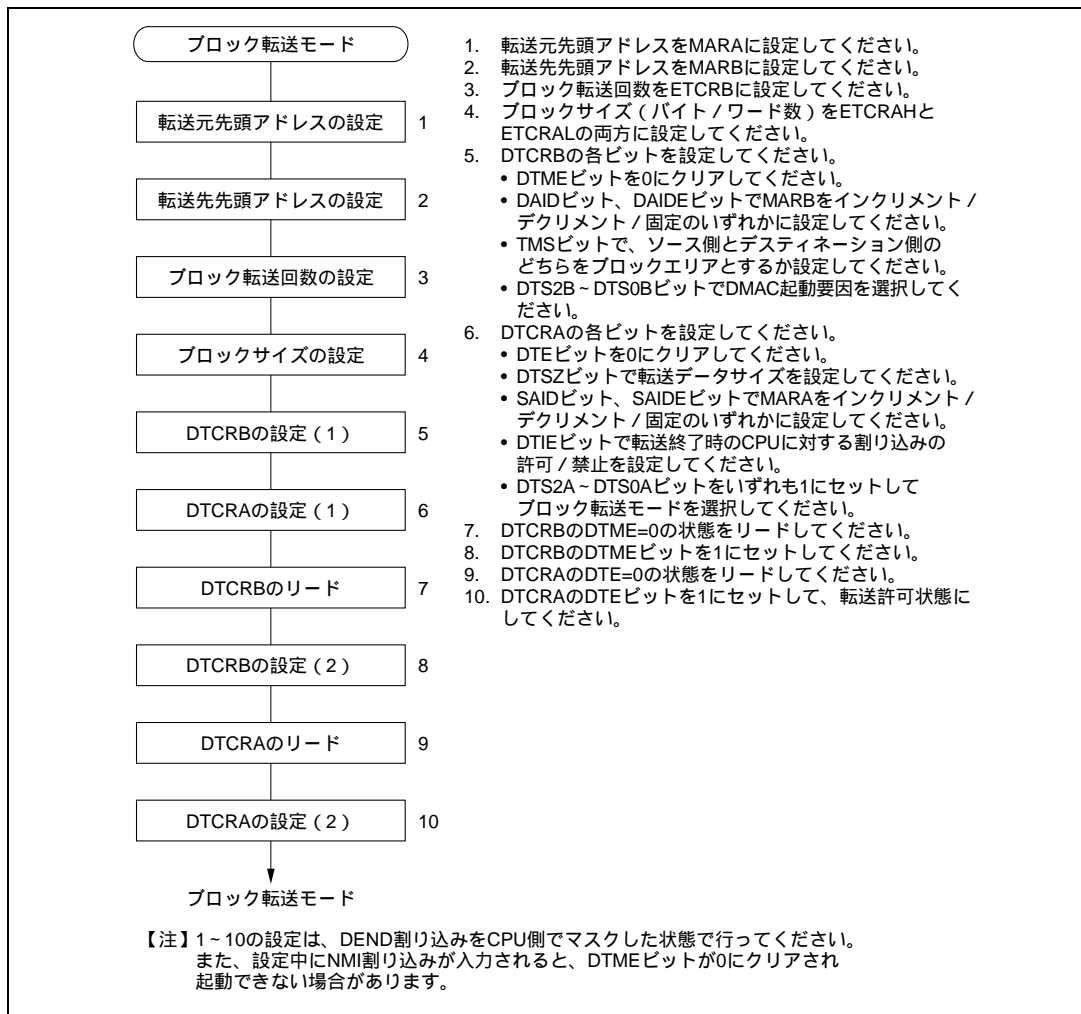 ブロック転送モード
転送元先頭アドレスの設定 1
転送先先頭アドレスの設定 2
ブロック転送回数の設定 3
ブロックサイズの設定 4
DTCRBの設定(1) 5
DTCRAの設定(1) 6
DTCRBのリード 7
DTCRBの設定(2) 8
DTCRAのリード 9
DTCRAの設定(2) 10
ブロック転送モード
1. 転送元先頭アドレスをMARAに設定してください。
2. 転送先先頭アドレスをMARBに設定してください。
3. ブロック転送回数をETCRBに設定してください。
4. ブロックサイズ(バイト/ワード数)をETCRAHと
ETCRALの両方に設定してください。
5. DTCRBの各ビットを設定してください。
• DTMEビットを0にクリアしてください。
• DAIDビット、DAIDEビットでMARBをインクリメント/
デクリメント/固定のいずれかに設定してください。
• TMSビットで、ソース側とデスティネーション側の
どちらをブロックエリアとするか設定してください。
• DTS2B~DTS0BビットでDMAC起動要因を選択してく
ださい。
6. DTCRAの各ビットを設定してください。
• DTEビットを0にクリアしてください。
• DTSZビットで転送データサイズを設定してください。
• SAIDビット、SAIDEビットでMARAをインクリメント/
デクリメント/固定のいずれかに設定してください。
• DTIEビットで転送終了時のCPUに対する割り込みの
許可/禁止を設定してください。
• DTS2A~DTS0Aビットをいずれも1にセットして
ブロック転送モードを選択してください。
7. DTCRBのDTME=0の状態をリードしてください。
8. DTCRBのDTMEビットを1にセットしてください。
9. DTCRAのDTE=0の状態をリードしてください。
10. DTCRAのDTEビットを1にセットして、転送許可状態に
してください。
【注】1~10の設定は、DEND割り込みをCPU側でマスクした状態で行ってください。
また、設定中にNMI割り込みが入力されると、DTMEビットが0にクリアされ
起動できない場合があります。